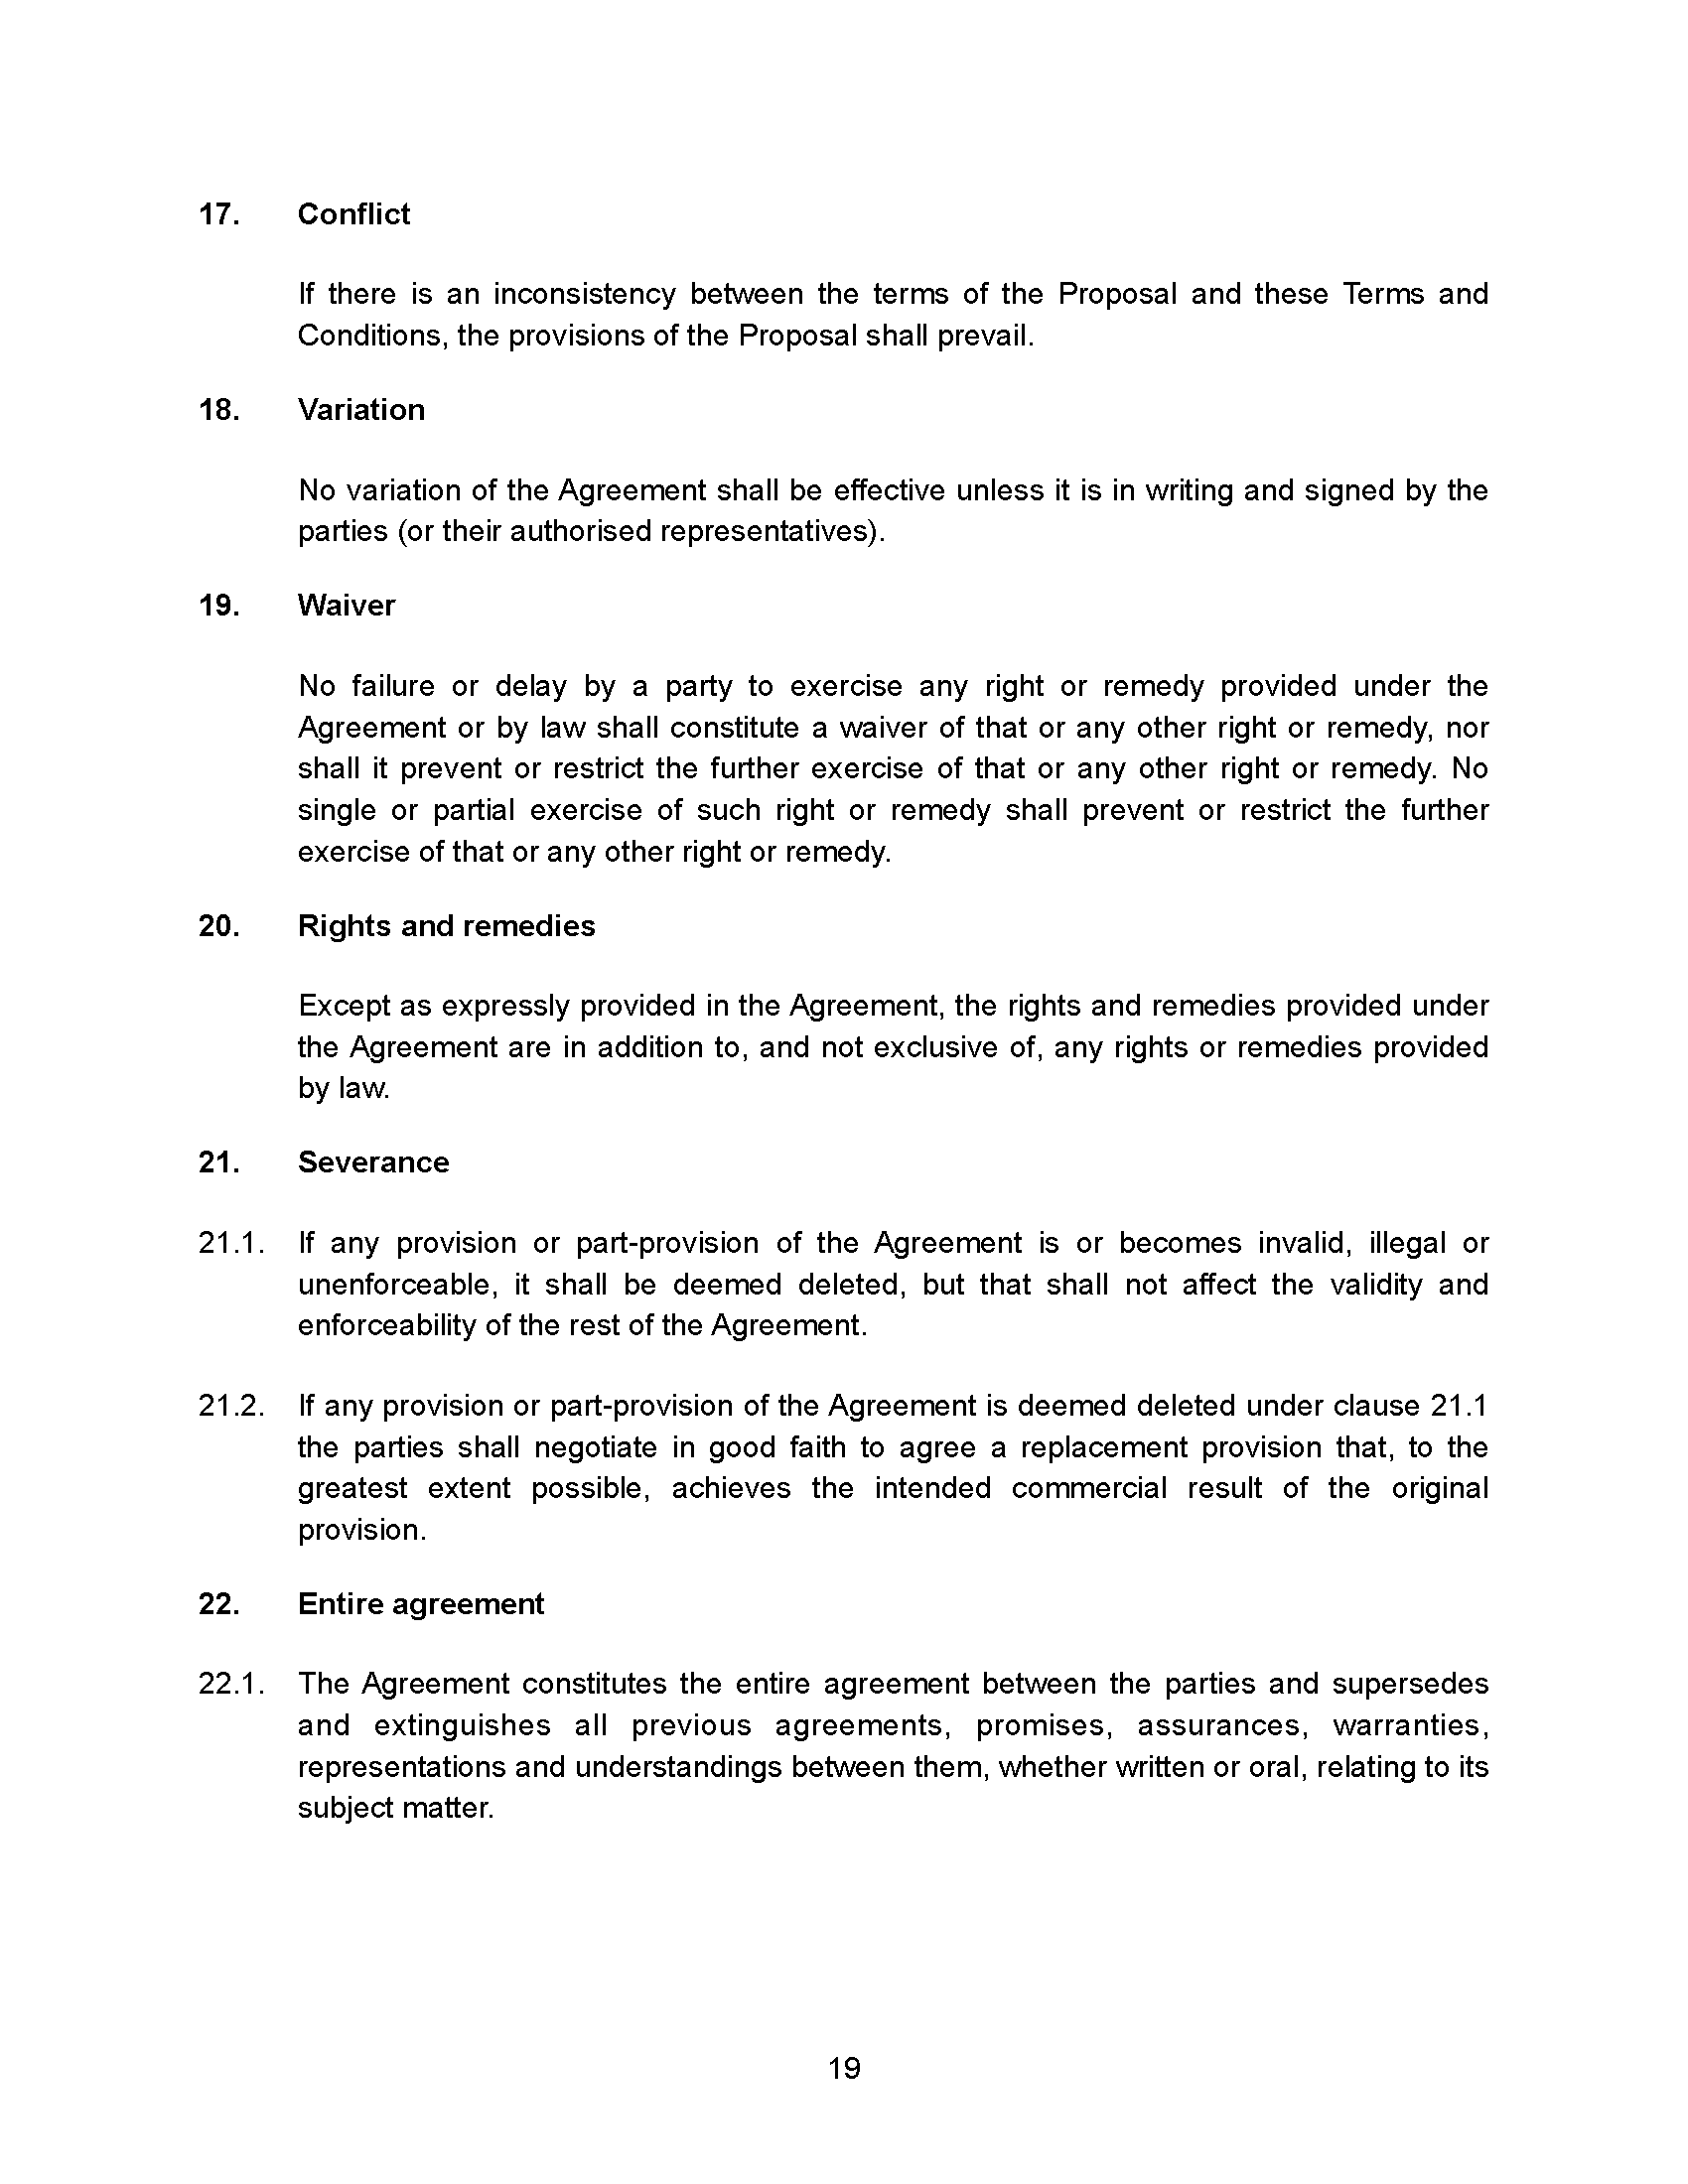 17. Conflict
If there is an inconsistency between the terms of the Proposal and these Terms and
Conditions, the provisions of the Proposal shall prevail.
18. Variation
No variation of the Agreement shall be effective unless it is in writing and signed by the
parties (or their authorised representatives).
19. Waiver
No failure or delay by a party to exercise any right or remedy provided under the
Agreement or by law shall constitute a waiver of that or any other right or remedy, nor
shall it prevent or restrict the further exercise of that or any other right or remedy. No
single or partial exercise of such right or remedy shall prevent or restrict the further
exercise of that or any other right or remedy.
20. Rights and remedies
Except as expressly provided in the Agreement, the rights and remedies provided under
the Agreement are in addition to, and not exclusive of, any rights or remedies provided
by law.
21. Severance
21.1. If any provision or part-provision of the Agreement is or becomes invalid, illegal or
unenforceable, it shall be deemed deleted, but that shall not affect the validity and
enforceability of the rest of the Agreement.
21.2. If any provision or part-provision of the Agreement is deemed deleted under clause 21.1
the parties shall negotiate in good faith to agree a replacement provision that, to the
greatest extent possible, achieves the intended commercial result of the original
provision.
22. Entire agreement
22.1. The Agreement constitutes the entire agreement between the parties and supersedes
and extinguishes all previous agreements, promises, assurances, warranties,
representations and understandings between them, whether written or oral, relating to its
subject matter.
19